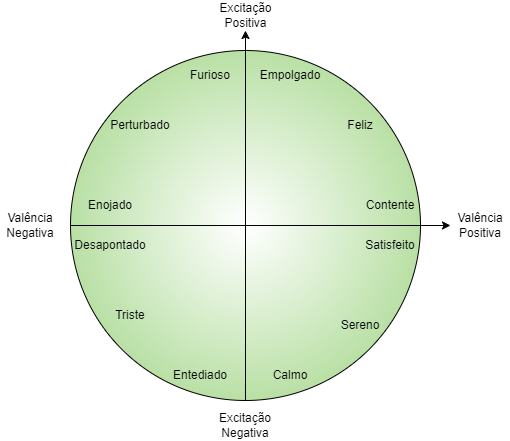 Excitação
Positiva
Furioso
Empolgado
Perturbado
Feliz
Enojado
Contente
Valência
Negativa
Valência
Positiva
Desapontado
Satisfeito
Triste
Sereno
Entediado
Calmo
Excitação
Negativa